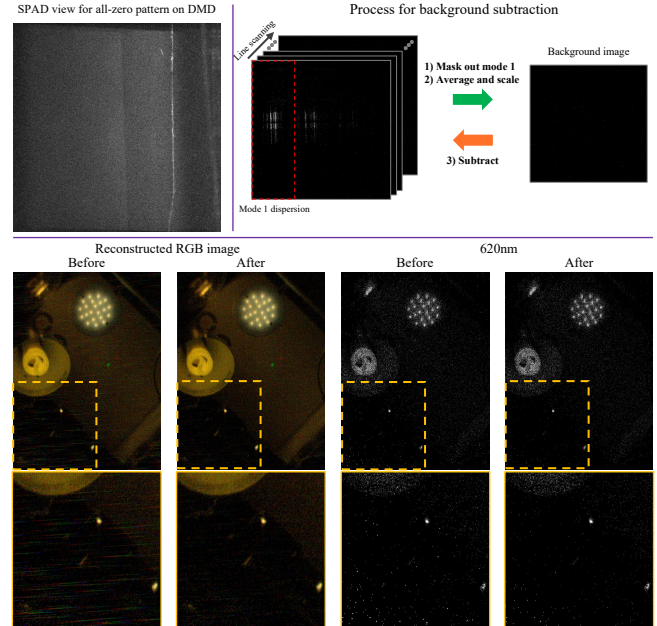 SPAD view for all-zero pattern on DMD
Process for background subtraction
Line scanning
1) Mask out mode 1
2) Average and scale
3) Subtract
Background image
Mode 1 dispersion
Reconstructed RGB image
620nm
Before
After
Before
After